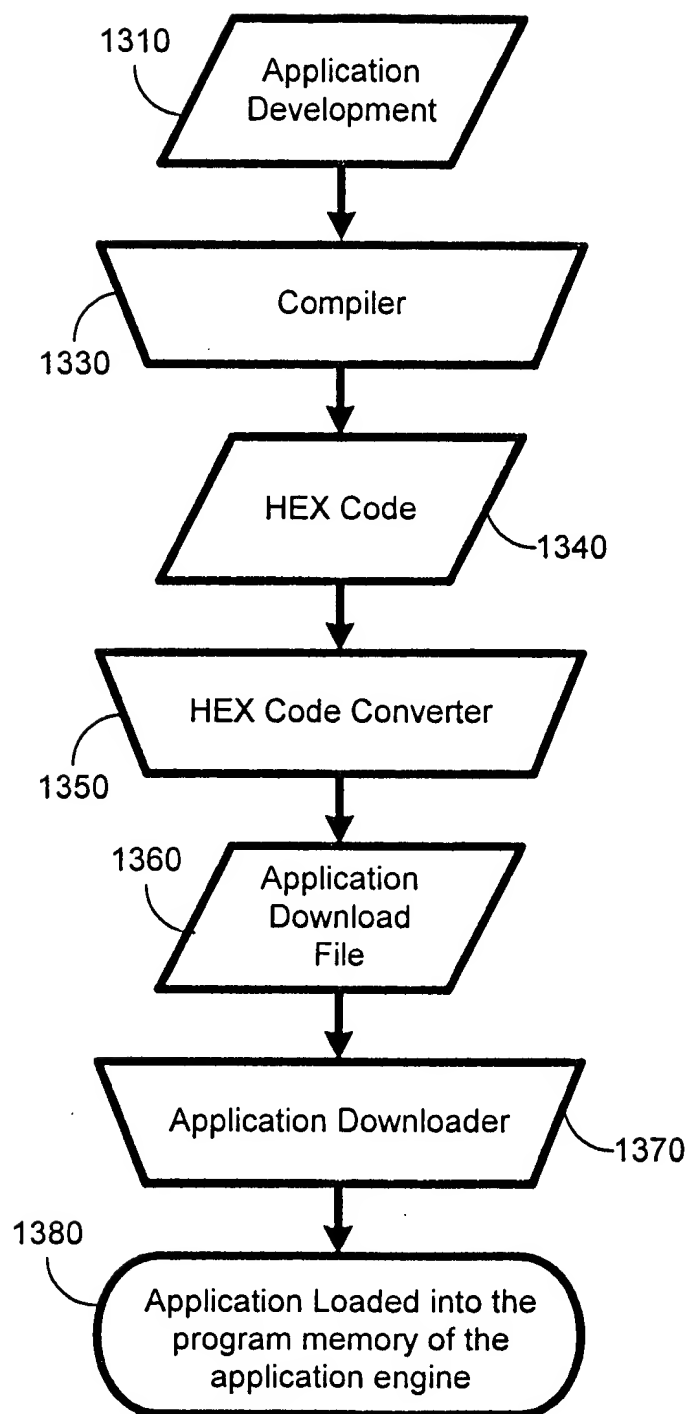 1310
Application
Development
Compiler
1330
HEX Code
1340
HEX Code Converter
1350
1360
Application
Download
File
Application Downloader
1370
1380
Application Loaded into the
program memory of the
application engine